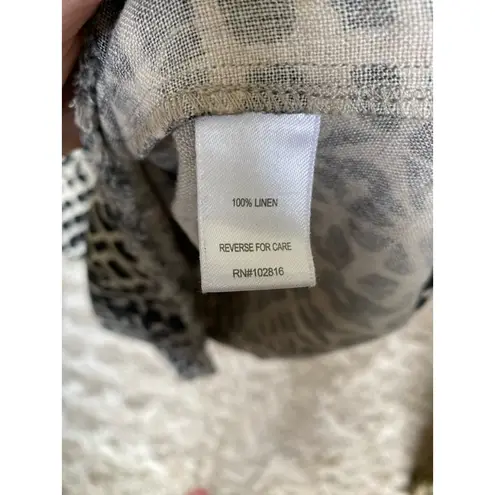 100% LINEN
REVERSE FOR CARE
RN#102816